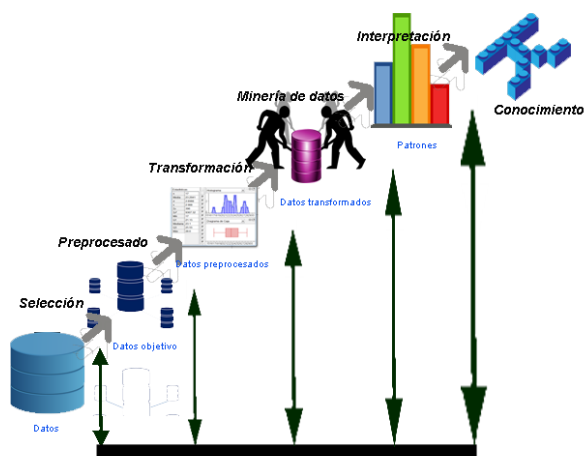 Interpretación
Conocimiento
Minería de datos
Patrones
Transformación
Datos transformados
Preprocesado
Datos preprocesados
Selección
Datos objetivo
Datos